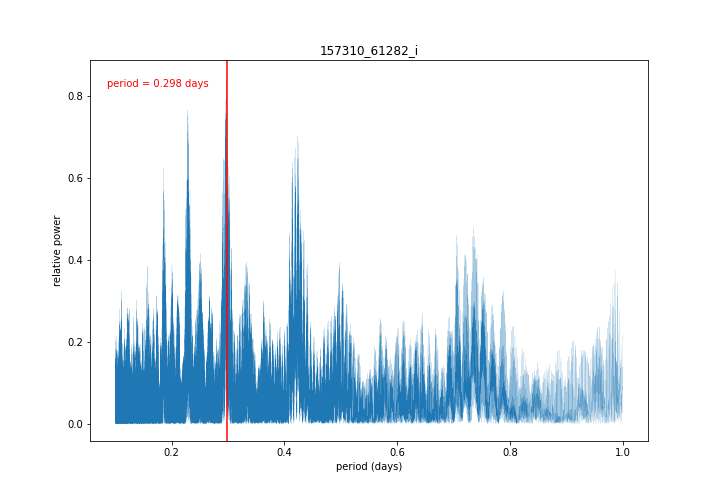 157310_61282_i
period = 0.298 days
relative power
0.8
0.6
0.4
0.2
0.0
0.2 0.4 0.6 0.8 1.0
period (days)